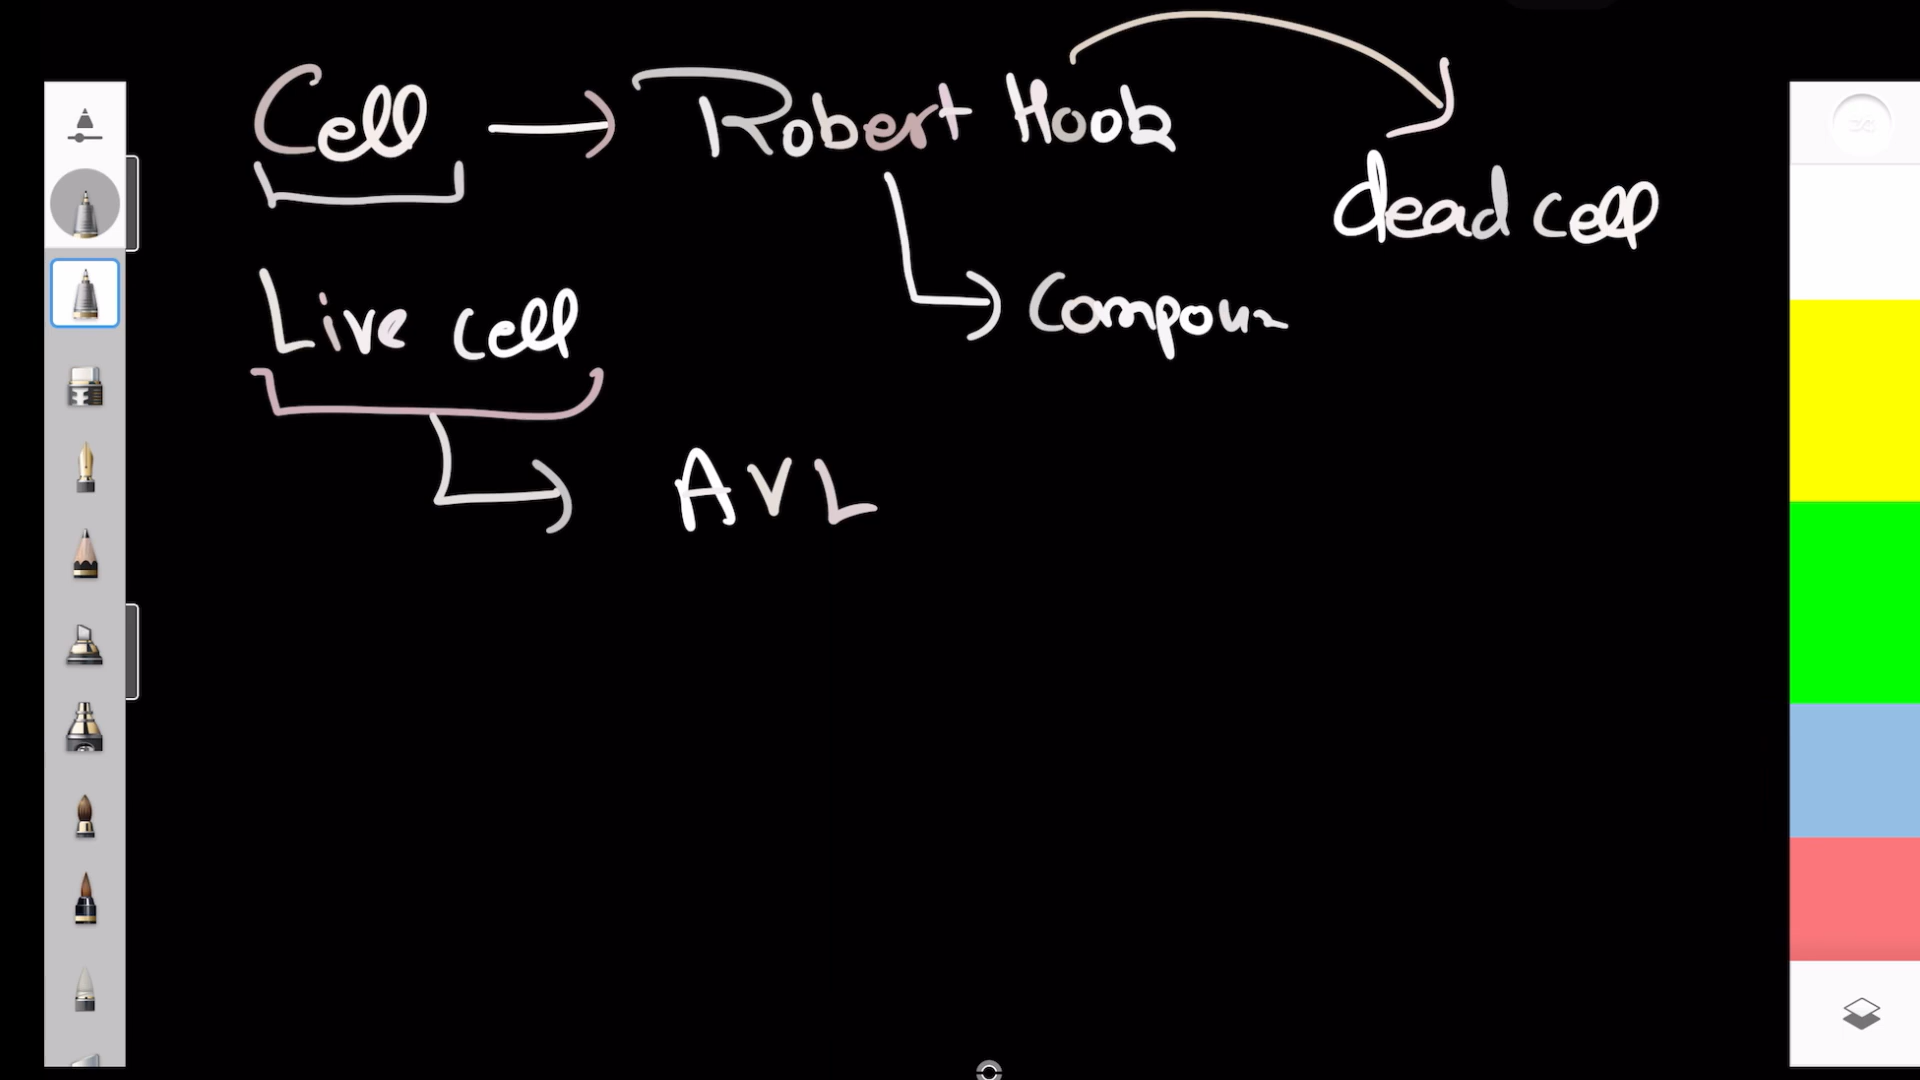 Cell → Robert Hook
dead cell
Live cell
Compoun
AVL